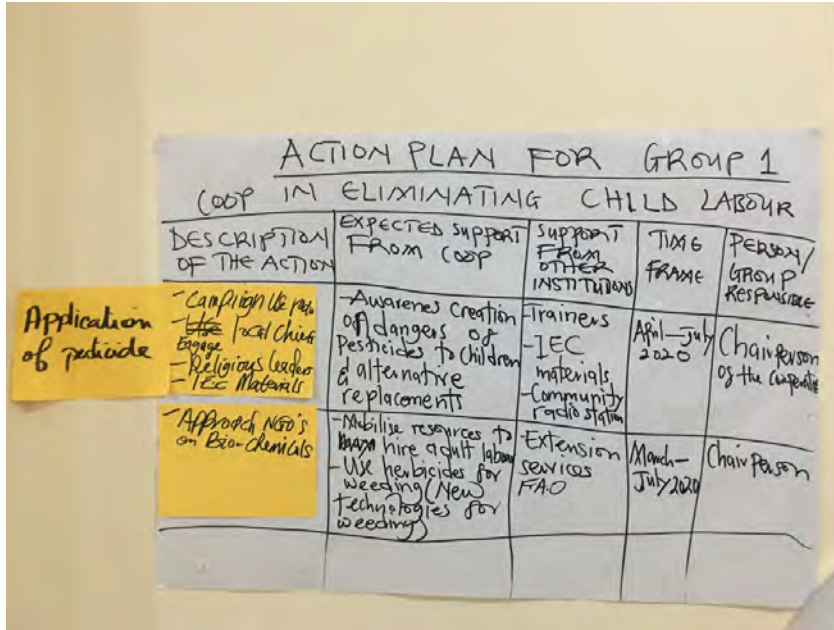 ACTION PLAN FOR GROUP 1
COOP IN ELIMINATING CHILD LABOUR
DESCRIPTION
OF THE ACTION
EXPECTED SUPPORT
FROM COOP
SUPPORT
FROM
OTHER
INSTITUTIONS
TIME
FRAME
PERSON/
GROUP
RESPONSIBLE
Application
of pesticide
- Campaign
local Chiefs
Engage
- Religious leaders
- IEC Materials
- Awarenes Creation
dangers of
Pesticides to Children
& alternative
replacements
- Trainers
- IEC
materials
- Community
radio station
April - July
2020
Chairperson
of the Cooperative
- Approach NGO's
on Bio-chemicals
- Mobilise resources to
hire adult labour
- Use herbicides for
weeding (New
technologies for
weeding)
- Extension
services
FAO
March -
July 2020
Chairperson